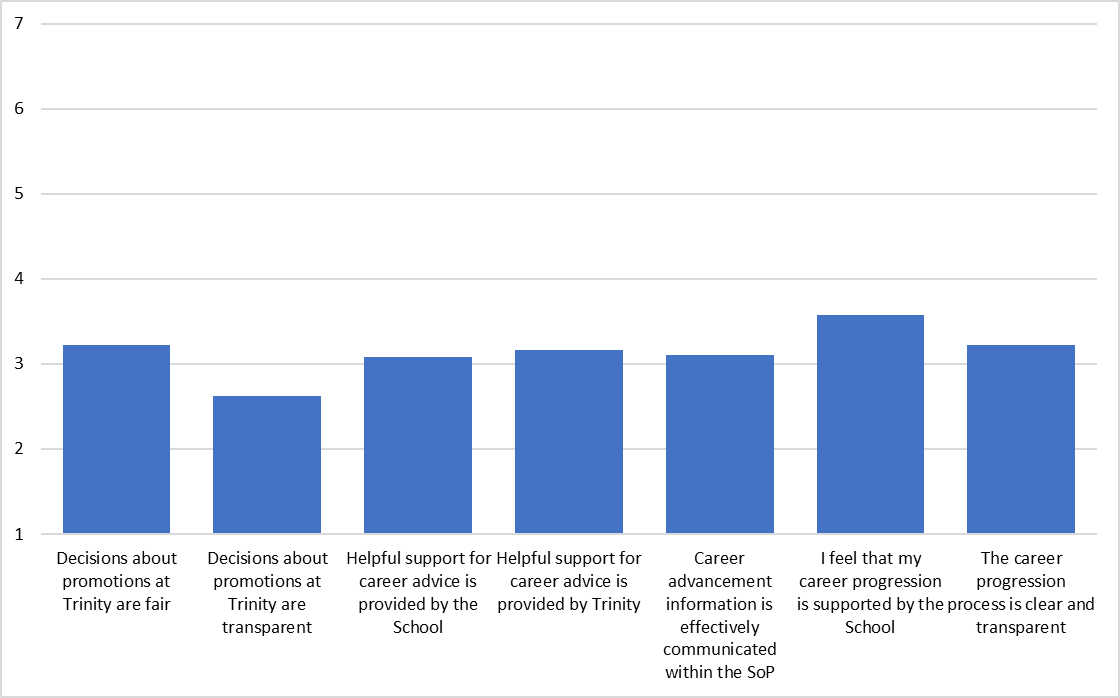 7
6
5
4
3
2
1
Decisions about
promotions at
Trinity are fair
Decisions about
promotions at
Trinity are
transparent
Helpful support for
career advice is
provided by the
School
Helpful support for
career advice is
provided by Trinity
Career
advancement
information is
effectively
communicated
within the SoP
I feel that my
career progression
is supported by the
School
The career
progression
process is clear and
transparent